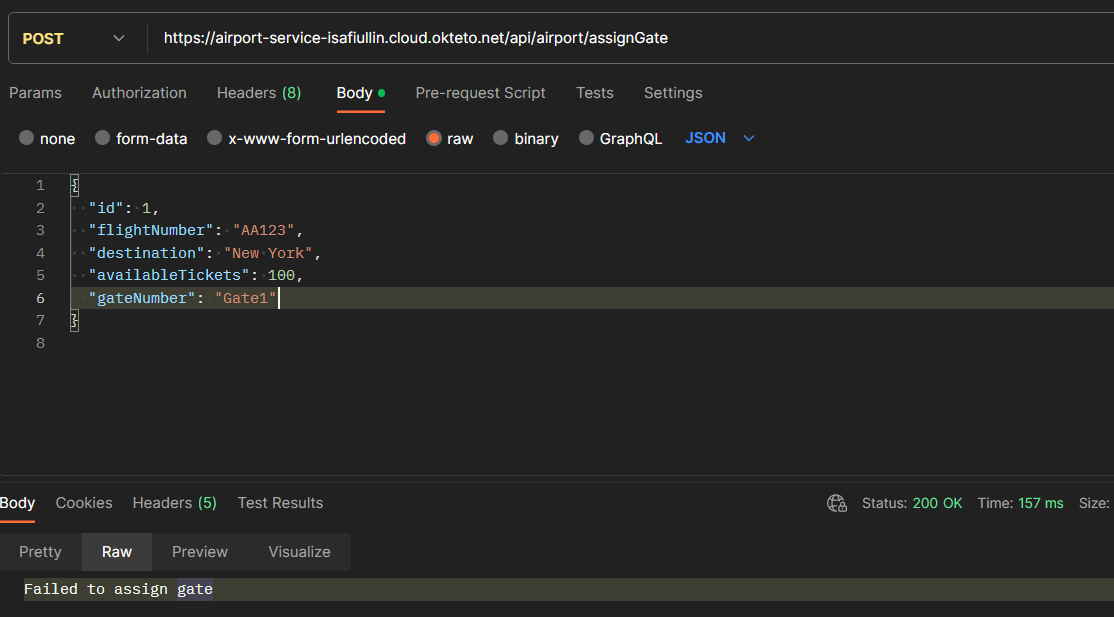 POST https://airport-service-isafiullin.cloud.okteto.net/api/airport/assignGate
Params Authorization Headers (8) Body Pre-request Script Tests Settings
none form-data x-www-form-urlencoded raw binary GraphQL JSON
1 {
2 "id": 1,
3 "flightNumber": "AA123",
4 "destination": "New York",
5 "availableTickets": 100,
6 "gateNumber": "Gate1"
7 }
8
Body Cookies Headers (5) Test Results Status: 200 OK Time: 157 ms Size:
Pretty Raw Preview Visualize
Failed to assign gate